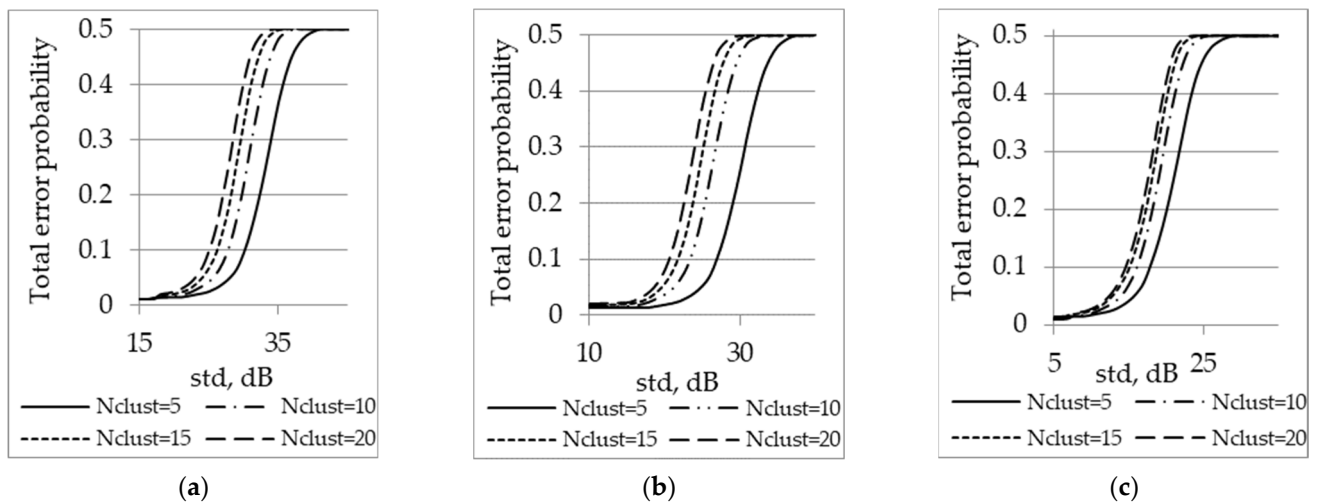 Total error probability
0.5
0.4
0.3
0.2
0.1
0
15
35
std, dB
Nclust=5
Nclust=10
Nclust=15
Nclust=20
(a)
Total error probability
0.5
0.4
0.3
0.2
0.1
0
10
30
std, dB
Nclust=5
Nclust=10
Nclust=15
Nclust=20
(b)
Total error probability
0.5
0.4
0.3
0.2
0.1
0
5
25
std, dB
Nclust=5
Nclust=10
Nclust=15
Nclust=20
(c)